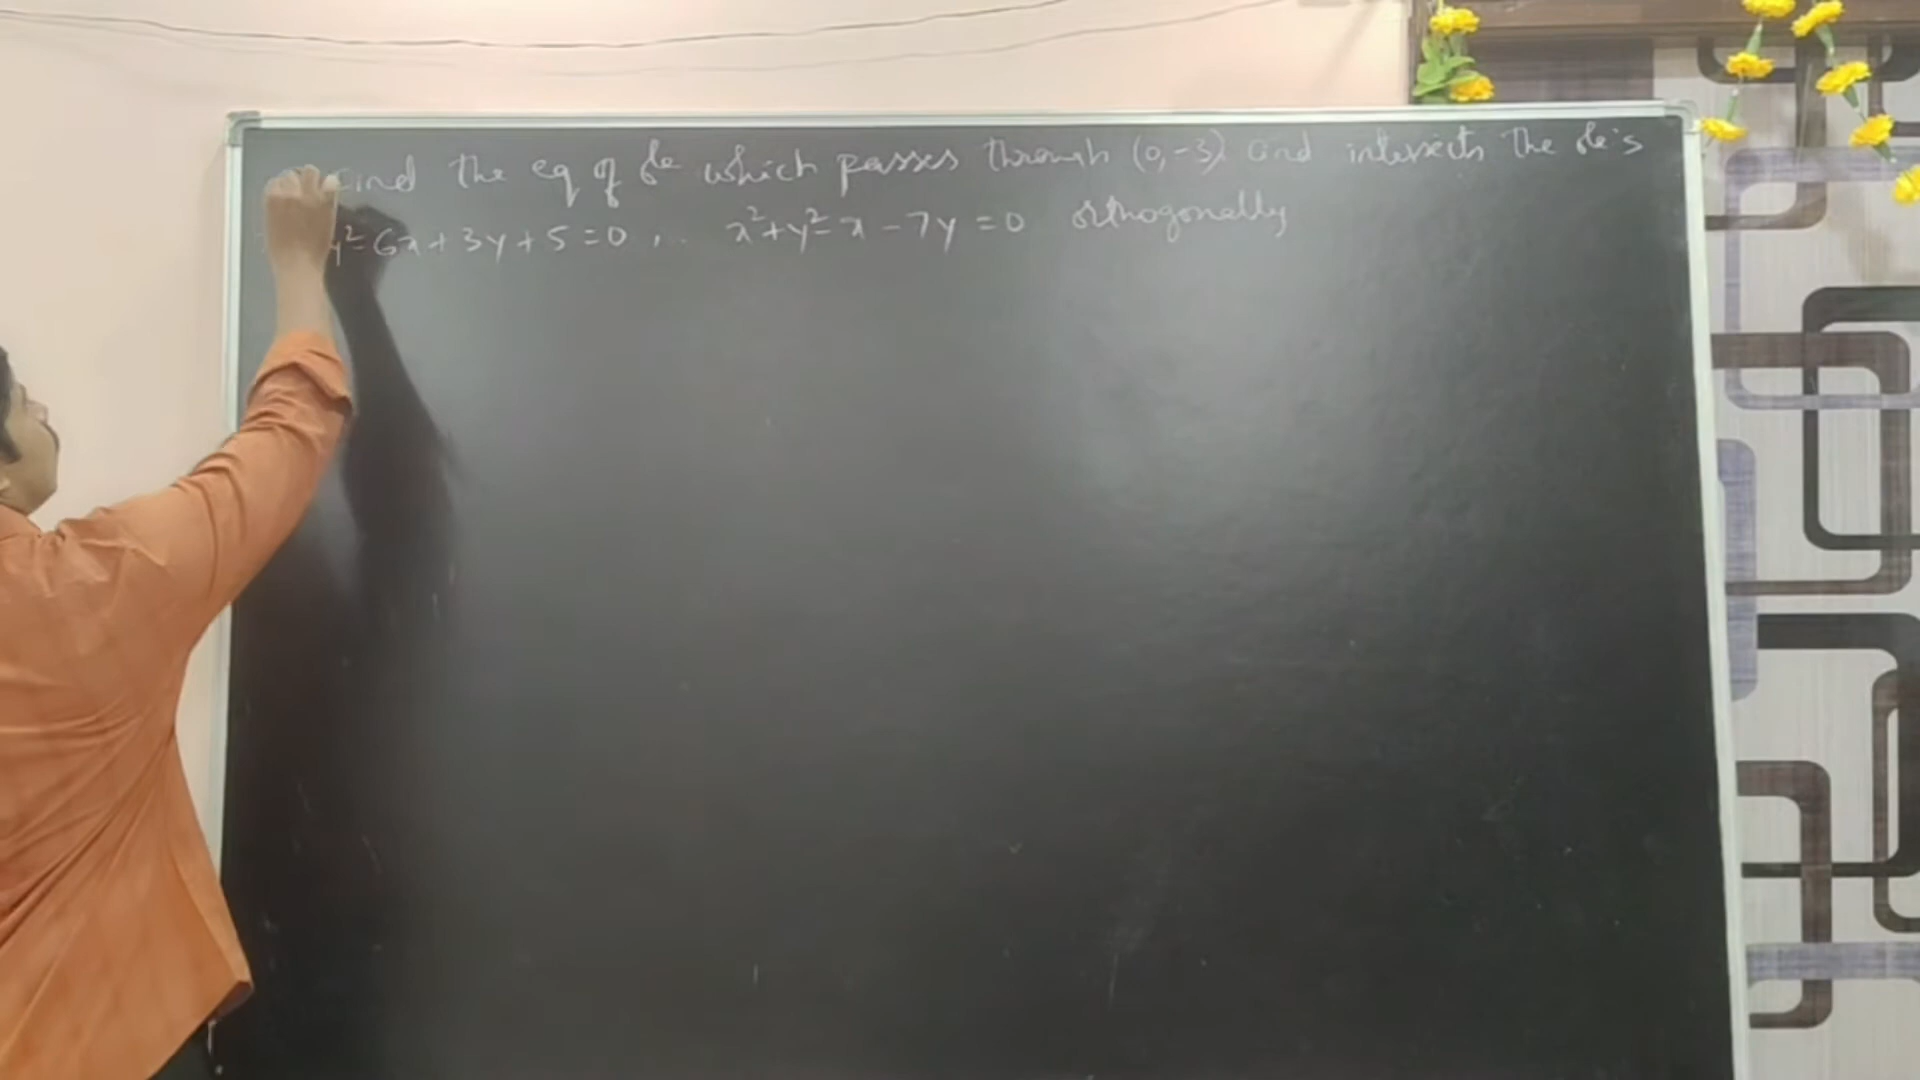 find the eq of cle which passes through (0,-3) and intersects the cle's
y²-6x+3y+5=0, x²+y²-x-7y=0 orthogonally